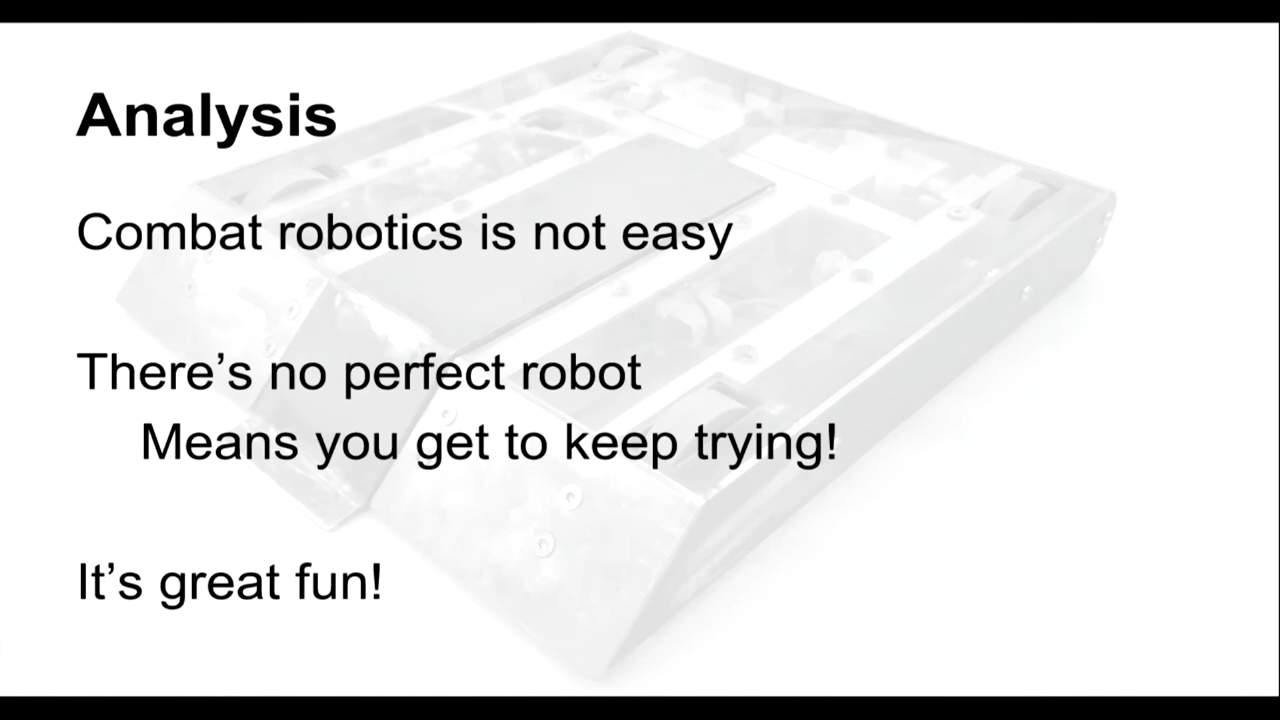 Analysis
Combat robotics is not easy
There’s no perfect robot
Means you get to keep trying!
It’s great fun!